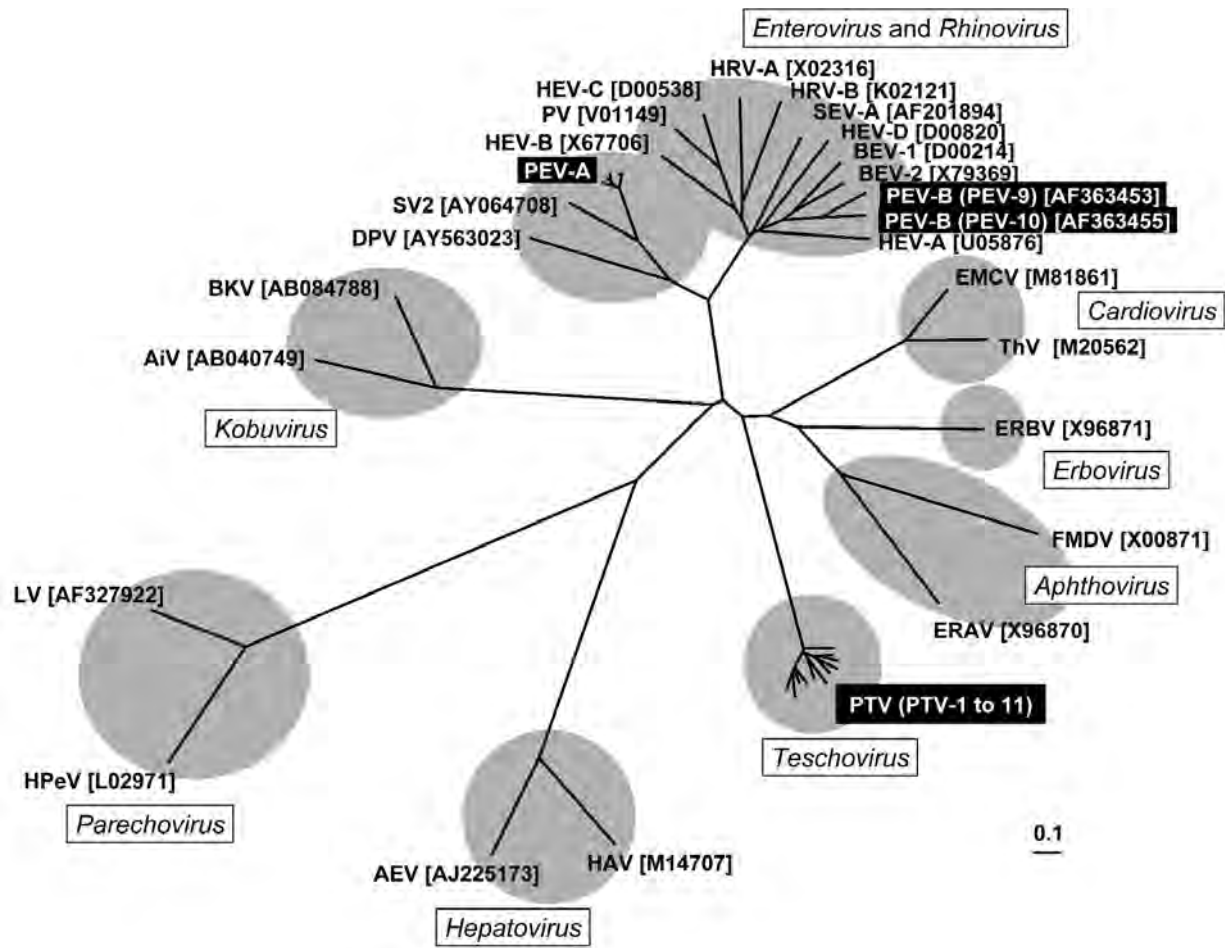 Enterovirus and Rhinovirus
HRV-A [X02316]
HEV-C [D00538]
HRV-B [K02121]
PV [V01149]
SEV-A [AF201894]
HEV-B [X67706]
HEV-D [D00820]
BEV-1 [D00214]
PEV-A
BEV-2 [X79369]
SV2 [AY064708]
PEV-B (PEV-9) [AF363453]
PEV-B (PEV-10) [AF363455]
DPV [AY563023]
HEV-A [U05876]
BKV [AB084788]
EMCV [M81861]
Cardiovirus
AiV [AB040749]
ThV [M20562]
Kobuvirus
ERBV [X96871]
Erbovirus
FMDV [X00871]
Aphthovirus
LV [AF327922]
ERAV [X96870]
PTV (PTV-1 to 11)
Teschovirus
HPeV [L02971]
Parechovirus
0.1
HAV [M14707]
AEV [AJ225173]
Hepatovirus